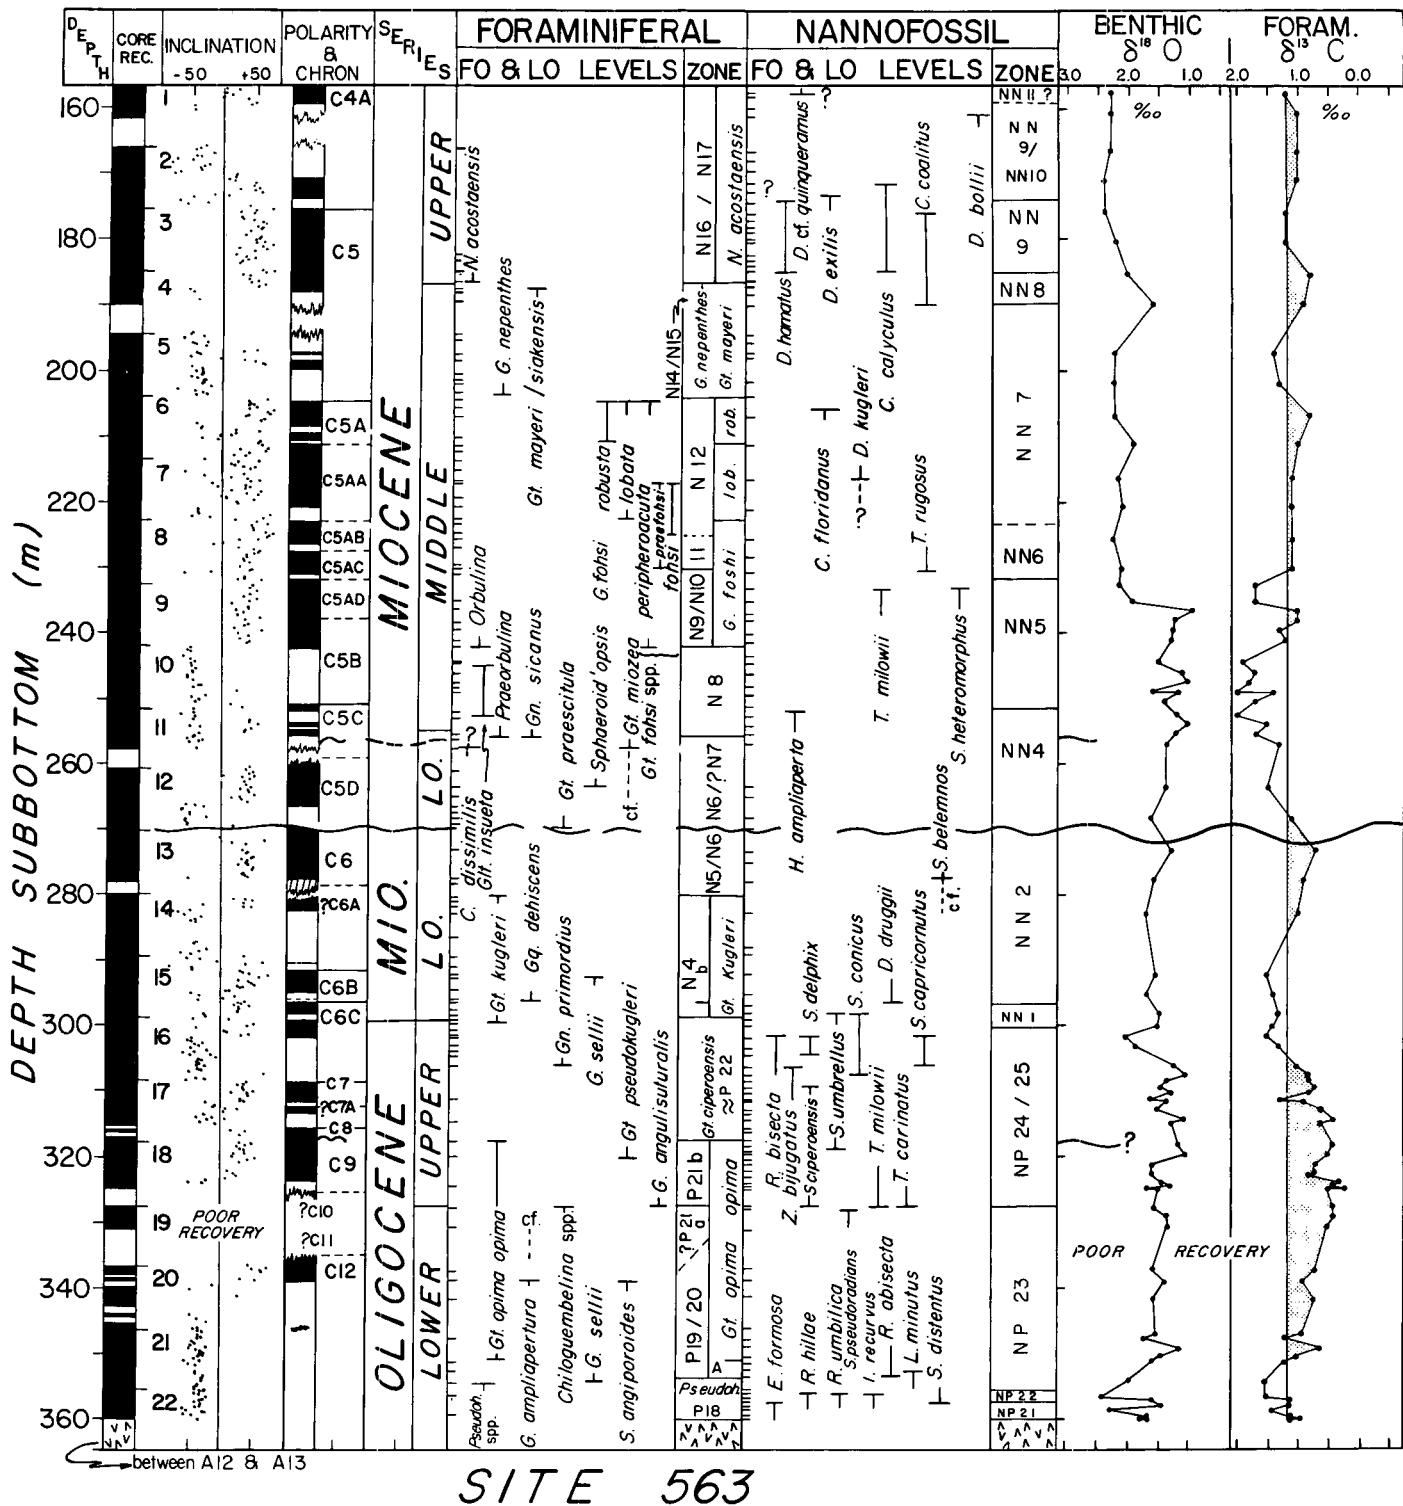 DEPTH
CORE REC.
INCLINATION
-50 +50
POLARITY & CHRON
SERIES
FORAMINIFERAL
FO & LO LEVELS
ZONE
NANNOFOSSIL
FO & LO LEVELS
ZONE
BENTHIC FORAM.
δ18 O
δ13 C
3.0 2.0 1.0
2.0 1.0 0.0
‰
‰
DEPTH SUBBOTTOM (m)
160
180
200
220
240
260
280
300
320
340
360
1
2
3
4
5
6
7
8
9
10
11
12
13
14
15
16
17
18
19
20
21
22
POOR RECOVERY
C4A
C5
C5A
C5AA
C5AB
C5AC
C5AD
C5B
C5C
C5D
C6
?C6A
C6B
C6C
C7
?C7A
C8
C9
?C10
?C11
C12
MIOCENE
UPPER
MIDDLE
LO.
MIO.
LO.
OLIGOCENE
UPPER
LOWER
N. acostaensis
G. nepenthes
Gt. mayeri / siakensis
G. fohsi robusta
lobata
praefohsi
fohsi
peripheroacuta
Orbulina
Praeorbulina
Gn. sicanus
Gt. praescitula
Sphaeroid'opsis
cf.
Gt. miozea
Gt. fohsi spp.
?
C. dissimilis
Glt. insueta
Gt. kugleri
Gq. dehiscens
Gn. primordius
G. sellii
Gt pseudokugleri
G. angulisuturalis
Gt. opima opima
cf.
G. ampliapertura
Chiloguembelina spp.
G. sellii
S. angiporoides
Pseudoh. spp.
N16 / N17
N. acostaensis
N14/N15
G. nepenthes-
Gt. mayeri
N 12
rob.
lob.
11
N9/N10
G. foshi
N 8
N6/?N7
N5/N6
N 4
b
Gt. Kugleri
Gt. ciperoensis
≈P 22
P21 b
?P21 a
P19/20
Gt. opima opima
A
Pseudoh.
P18
?
D. cf. quinqueramus
?
D. hamatus
D. exilis
C. calyculus
C. coalitus
D. bollii
C. floridanus
?
D. kugleri
T. rugosus
T. milowii
S. heteromorphus
H. ampliaperta
cf.
S. belemnos
S. delphix
S. conicus
D. druggii
S. capricornutus
R. bisecta
Z. bijugatus
S ciperoensis
S. umbrellus
T. milowii
T. carinatus
E. formosa
R. hillae
R. umbilica
S. pseudoradians
I. recurvus
R. abisecta
L. minutus
S. distentus
NN 11 ?
NN 9/ NN10
NN 9
NN8
NN 7
NN6
NN5
NN4
NN 2
NN 1
NP 24 / 25
?
NP 23
NP 22
NP 21
POOR RECOVERY
between A12 & A13
SITE 563